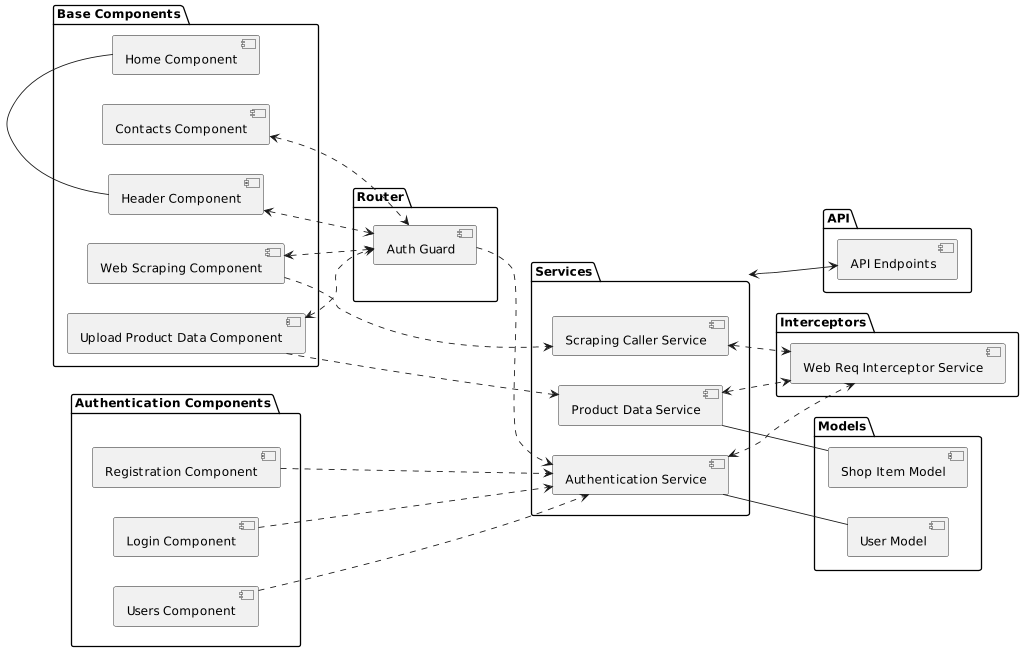 Base Components
Home Component
Contacts Component
Header Component
Web Scraping Component
Upload Product Data Component
Authentication Components
Registration Component
Login Component
Users Component
Router
Auth Guard
Services
Scraping Caller Service
Product Data Service
Authentication Service
API
API Endpoints
Interceptors
Web Req Interceptor Service
Models
Shop Item Model
User Model